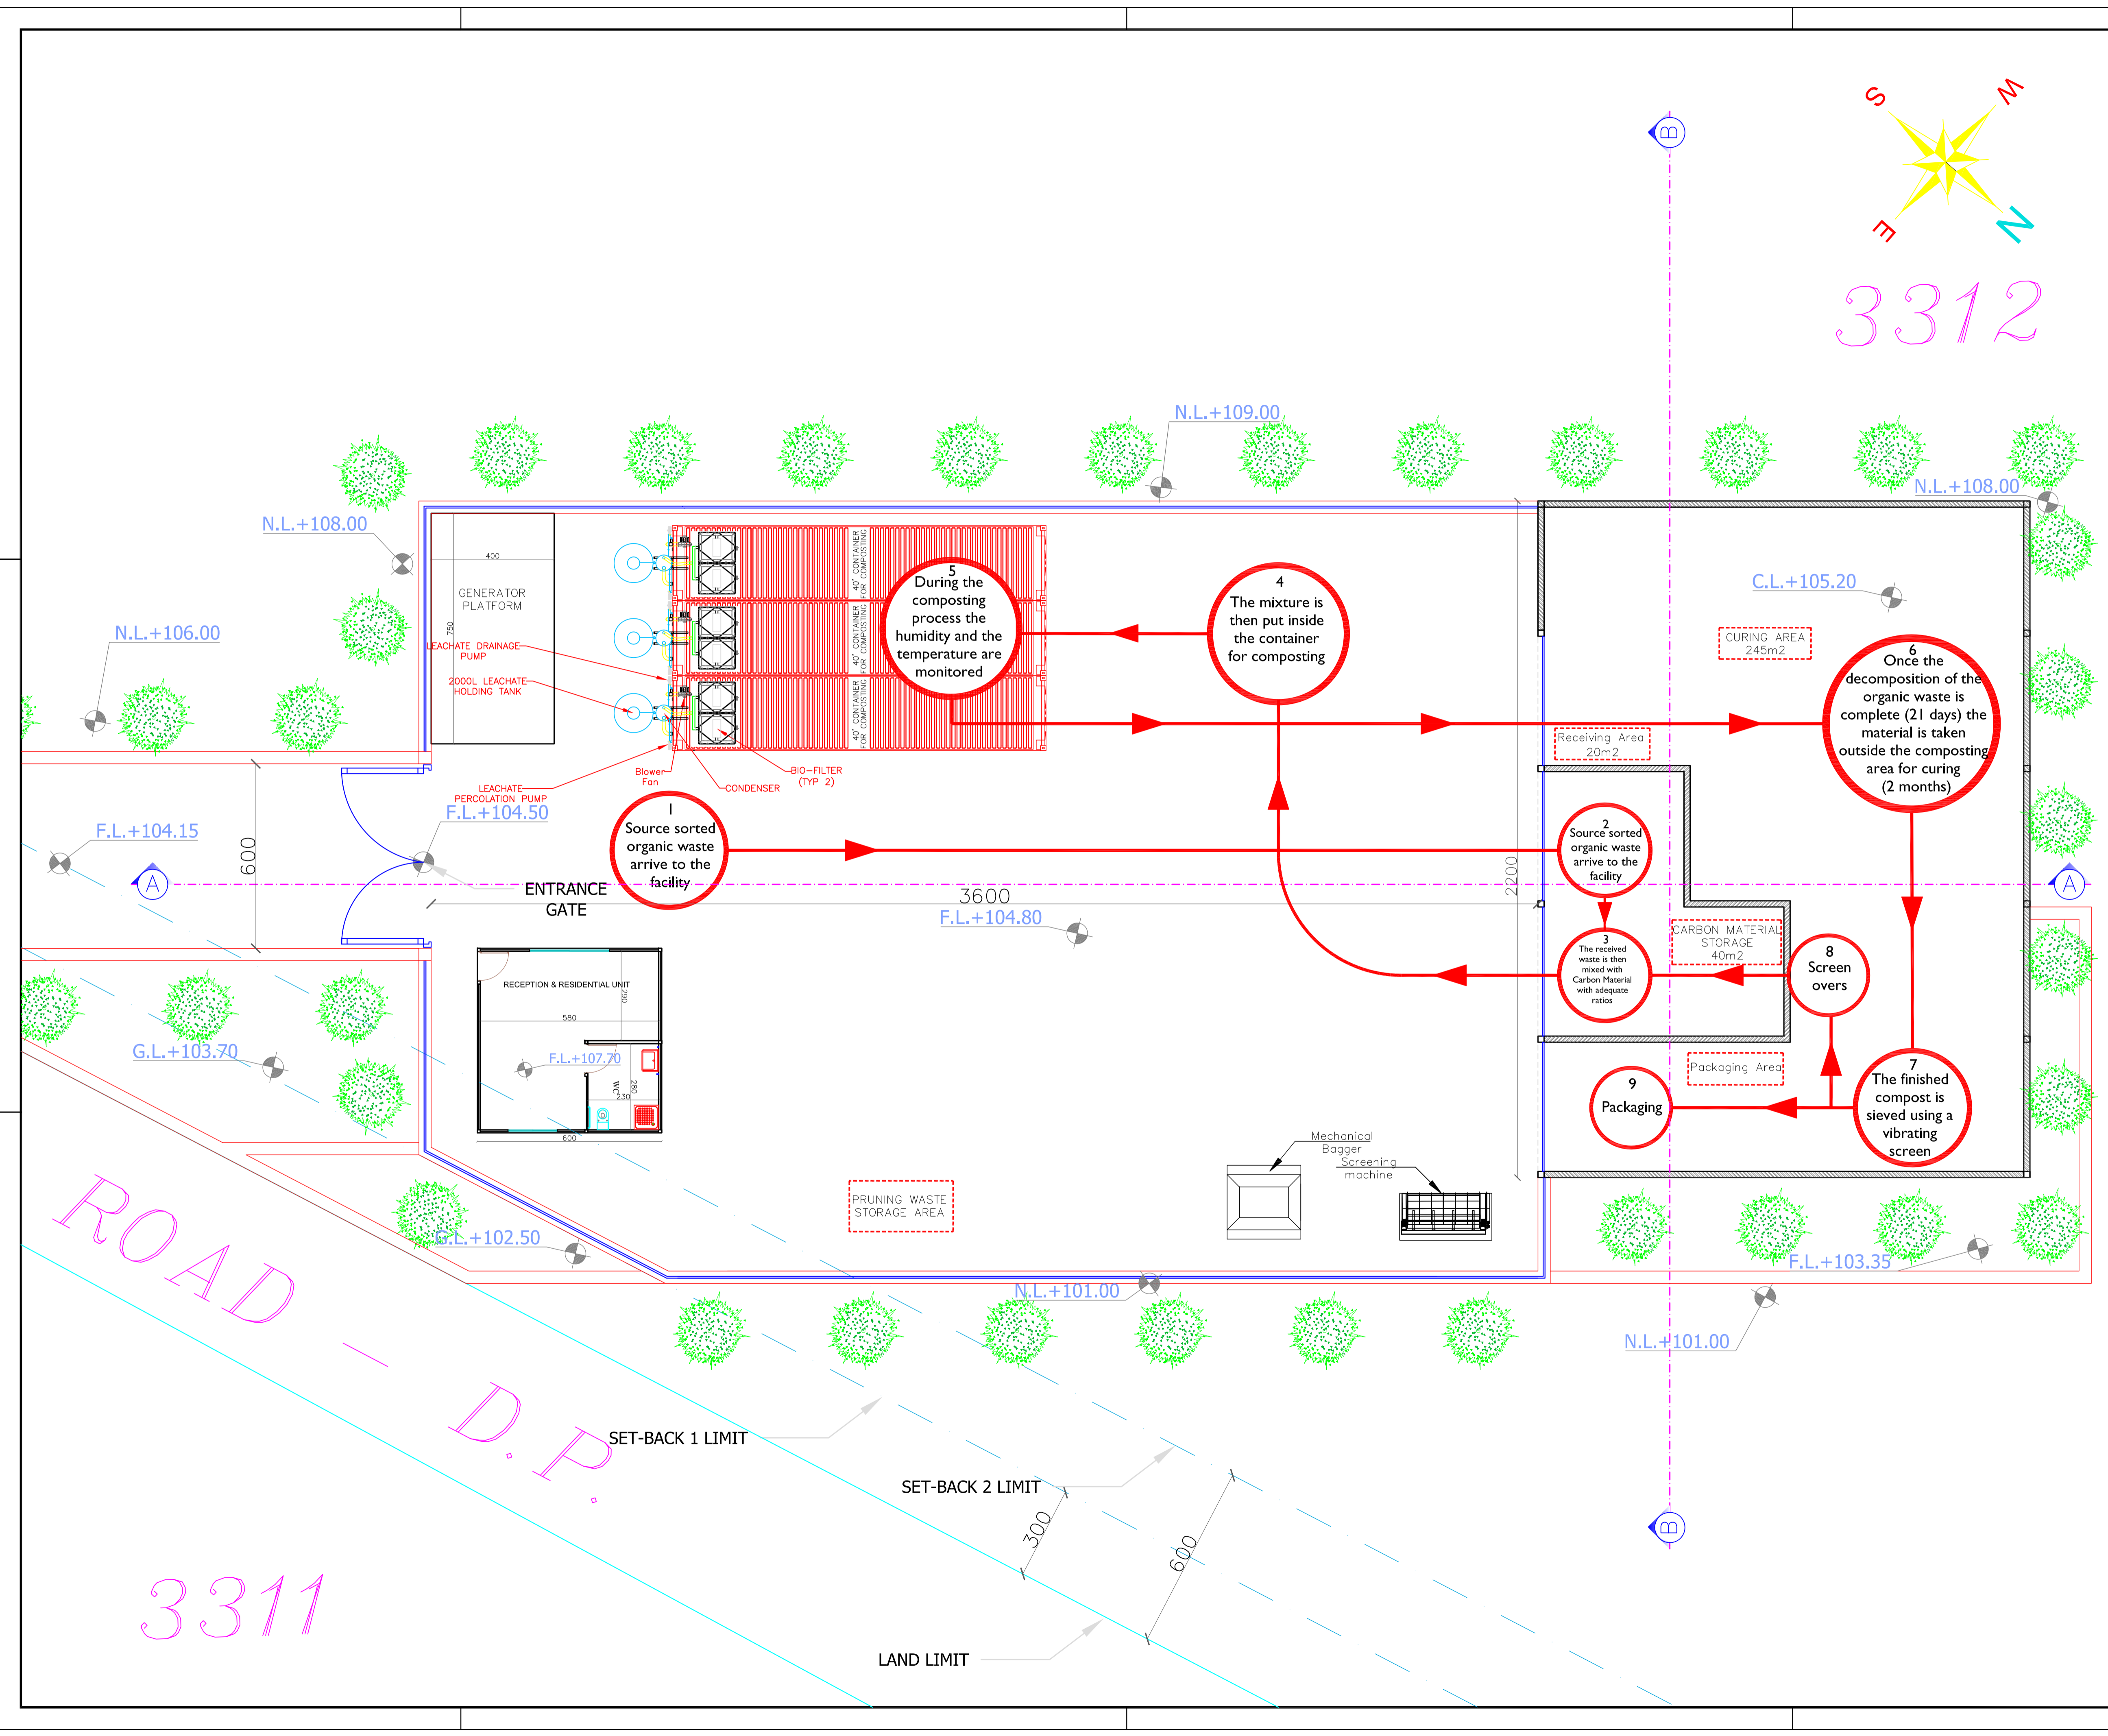 S
W
E
N
B
3312
N.L.+109.00
N.L.+108.00
N.L.+108.00
400
GENERATOR
PLATFORM
750
40" CONTAINER
FOR COMPOSTING
40" CONTAINER
FOR COMPOSTING
40" CONTAINER
FOR COMPOSTING
5
During the
composting
process the
humidity and the
temperature are
monitored
4
The mixture is
then put inside
the container
for composting
C.L.+105.20
CURING AREA
245m2
6
Once the
decomposition of the
organic waste is
complete (21 days) the
material is taken
outside the composting
area for curing
(2 months)
N.L.+106.00
LEACHATE DRAINAGE
PUMP
2000L LEACHATE
HOLDING TANK
Receiving Area
20m2
Blower
Fan
BIO-FILTER
(TYP 2)
CONDENSER
LEACHATE
PERCOLATION PUMP
F.L.+104.50
F.L.+104.15
600
1
Source sorted
organic waste
arrive to the
facility
2
Source sorted
organic waste
arrive to the
facility
A
A
ENTRANCE
GATE
3600
2200
F.L.+104.80
CARBON MATERIAL
STORAGE
40m2
3
The received
waste is then
mixed with
Carbon Material
with adequate
ratios
8
Screen
overs
RECEPTION & RESIDENTIAL UNIT
290
580
F.L.+107.70
WC
280
230
600
G.L.+103.70
Packaging Area
9
Packaging
7
The finished
compost is
sieved using a
vibrating
screen
Mechanical
Bagger
Screening
machine
PRUNING WASTE
STORAGE AREA
G.L.+102.50
F.L.+103.35
N.L.+101.00
N.L.+101.00
ROAD - D.P.
SET-BACK 1 LIMIT
SET-BACK 2 LIMIT
300
600
B
3311
LAND LIMIT